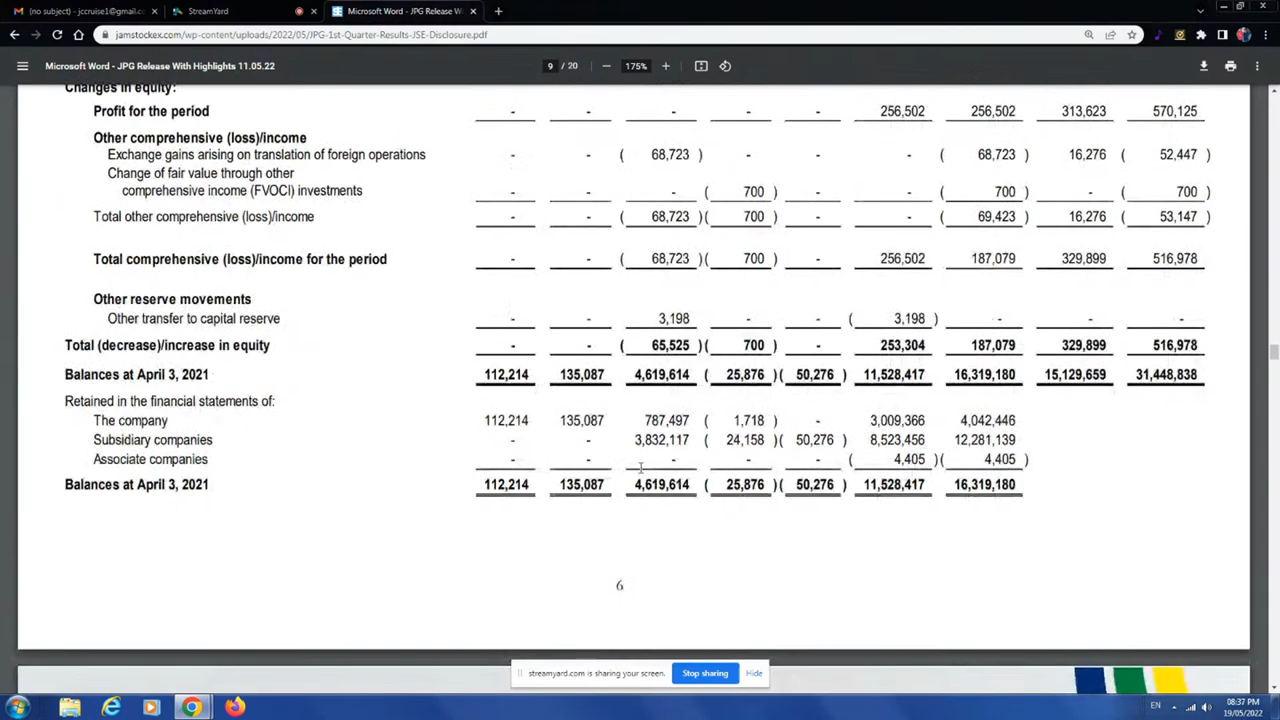 (no subject) - jccruise1@gmail.co
StreamYard
Microsoft Word - JPG Release W
jamstockex.com/wp-content/uploads/2022/05/JPG-1st-Quarter-Results-JSE-Disclosure.pdf
Microsoft Word - JPG Release With Highlights 11.05.22 9 / 20 175%
Changes in equity:
Profit for the period - - - - - 256,502 256,502 313,623 570,125
Other comprehensive (loss)/income
Exchange gains arising on translation of foreign operations - - ( 68,723 ) - - - ( 68,723 ) 16,276 ( 52,447 )
Change of fair value through other
comprehensive income (FVOCI) investments - - - ( 700 ) - - ( 700 ) - ( 700 )
Total other comprehensive (loss)/income - - ( 68,723 )( 700 ) - - ( 69,423 ) 16,276 ( 53,147 )
Total comprehensive (loss)/income for the period - - ( 68,723 )( 700 ) - 256,502 187,079 329,899 516,978
Other reserve movements
Other transfer to capital reserve - - 3,198 - - ( 3,198 ) - - -
Total (decrease)/increase in equity - - ( 65,525 )( 700 ) - 253,304 187,079 329,899 516,978
Balances at April 3, 2021 112,214 135,087 4,619,614 ( 25,876 )( 50,276 ) 11,528,417 16,319,180 15,129,659 31,448,838
Retained in the financial statements of:
The company 112,214 135,087 787,497 ( 1,718 ) - 3,009,366 4,042,446
Subsidiary companies - - 3,832,117 ( 24,158 )( 50,276 ) 8,523,456 12,281,139
Associate companies - - - - - ( 4,405 )( 4,405 )
Balances at April 3, 2021 112,214 135,087 4,619,614 ( 25,876 )( 50,276 ) 11,528,417 16,319,180
6
streamyard.com is sharing your screen. Stop sharing Hide
EN 08:37 PM
19/05/2022